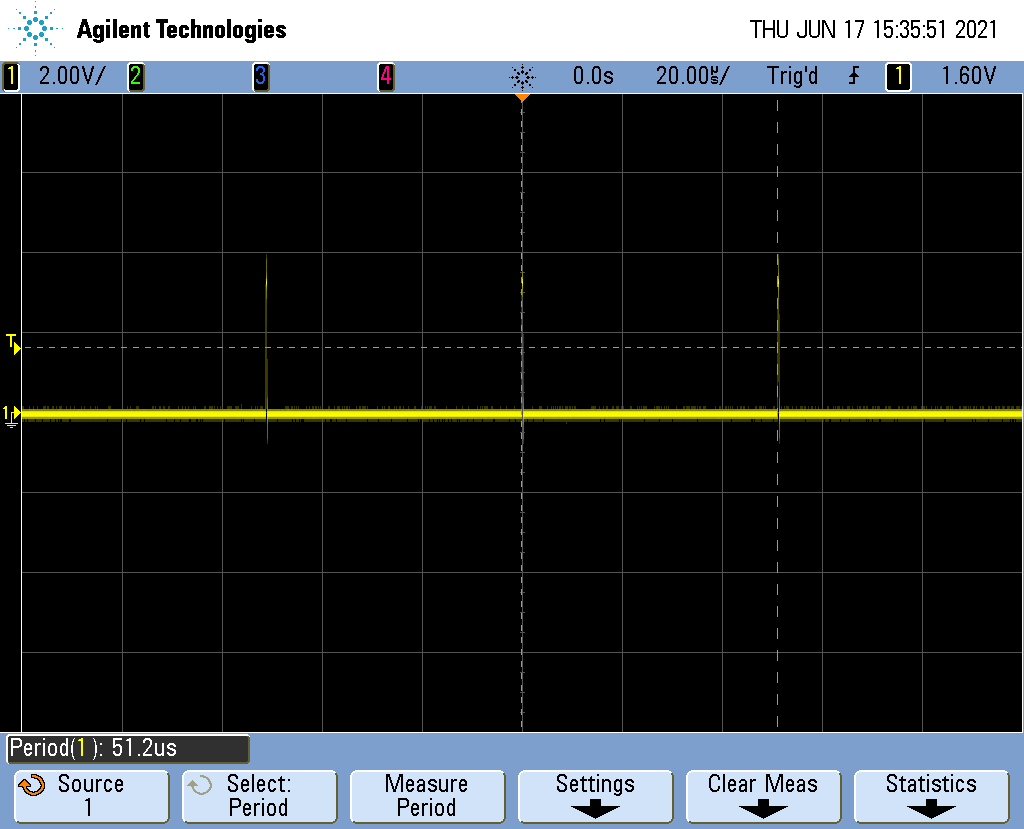 Agilent Technologies THU JUN 17 15:35:51 2021
1 2.00V/ 2 3 4 0.0s 20.00us/ Trig'd 1 1.60V
T
1
Period(1): 51.2us
Source Select: Measure Settings Clear Meas Statistics
1 Period Period